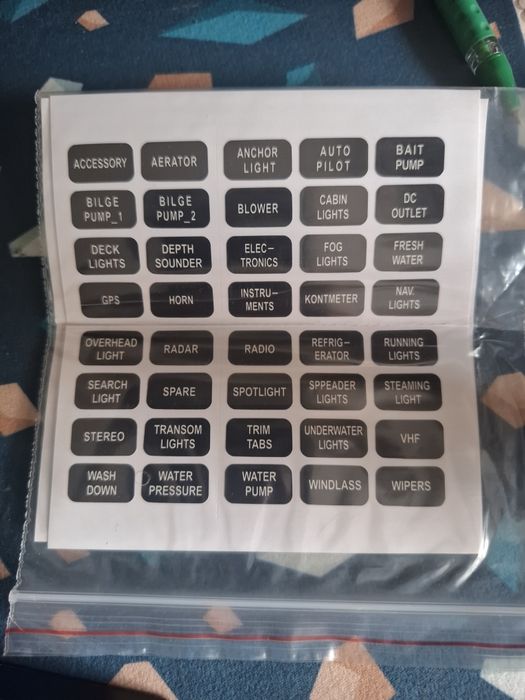 ACCESSORY
AERATOR
ANCHOR
LIGHT
AUTO
PILOT
BAIT
PUMP
BILGE
PUMP_1
BILGE
PUMP_2
BLOWER
CABIN
LIGHTS
DC
OUTLET
DECK
LIGHTS
DEPTH
SOUNDER
ELEC-
TRONICS
FOG
LIGHTS
FRESH
WATER
GPS
HORN
INSTRU-
MENTS
KONTMETER
NAV.
LIGHTS
OVERHEAD
LIGHT
RADAR
RADIO
REFRIG-
ERATOR
RUNNING
LIGHTS
SEARCH
LIGHT
SPARE
SPOTLIGHT
SPPEADER
LIGHTS
STEAMING
LIGHT
STEREO
TRANSOM
LIGHTS
TRIM
TABS
UNDERWATER
LIGHTS
VHF
WASH
DOWN
WATER
PRESSURE
WATER
PUMP
WINDLASS
WIPERS